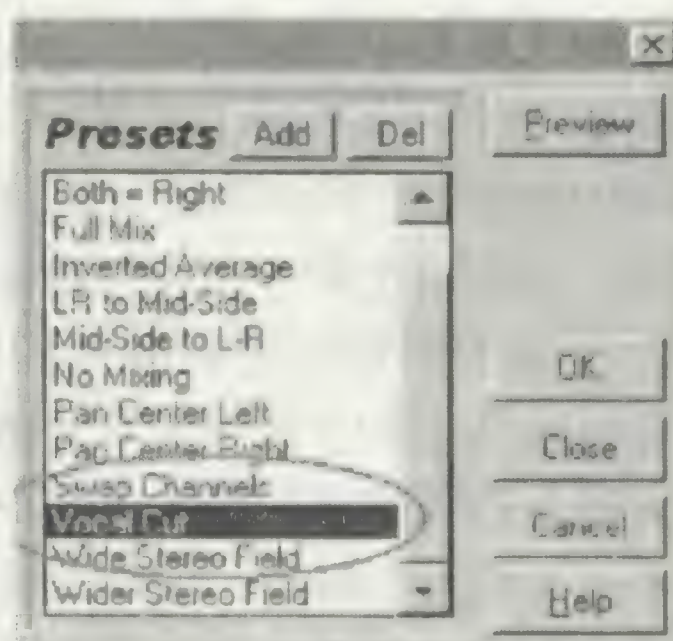 Presets Add Del Preview
Both = Right
Full Mix
Inverted Average
LR to Mid-Side
Mid-Side to L-R
No Mixing
OK
Pan Center Left
Pan Center Right
Close
Swap Channels
Vocal Cut
Cancel
Wide Stereo Field
Wider Stereo Field
Help